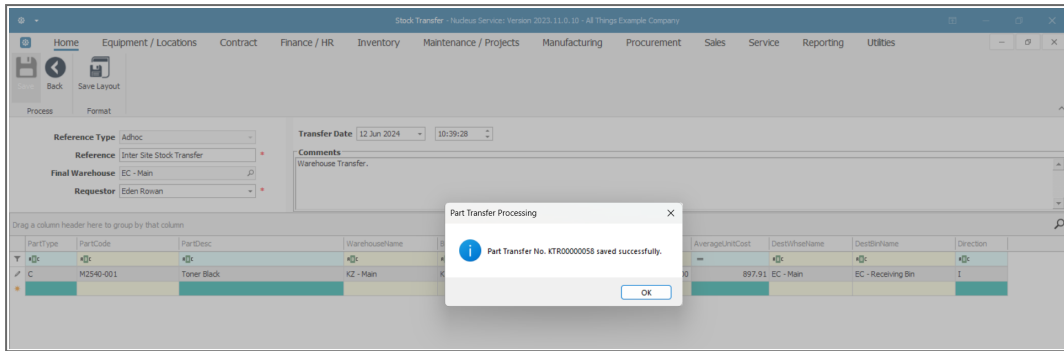 Stock Transfer - Nucleus Service: Version 2023.11.0.10 - All Things Example Company
Home Equipment / Locations Contract Finance / HR Inventory Maintenance / Projects Manufacturing Procurement Sales Service Reporting Utilities
Save Back Save Layout
Process Format
Reference Type Adhoc
Transfer Date 12 Jun 2024 10:39:28
Reference Inter Site Stock Transfer *
Comments
Warehouse Transfer.
Final Warehouse EC - Main
Requestor Eden Rowan *
Drag a column header here to group by that column
Part Transfer Processing
Part Transfer No. KTR00000058 saved successfully.
OK
PartType PartCode PartDesc WarehouseName AverageUnitCost DestWhseName DestBinName Direction
C M2540-001 Toner Black KZ - Main 897.91 EC - Main EC - Receiving Bin I